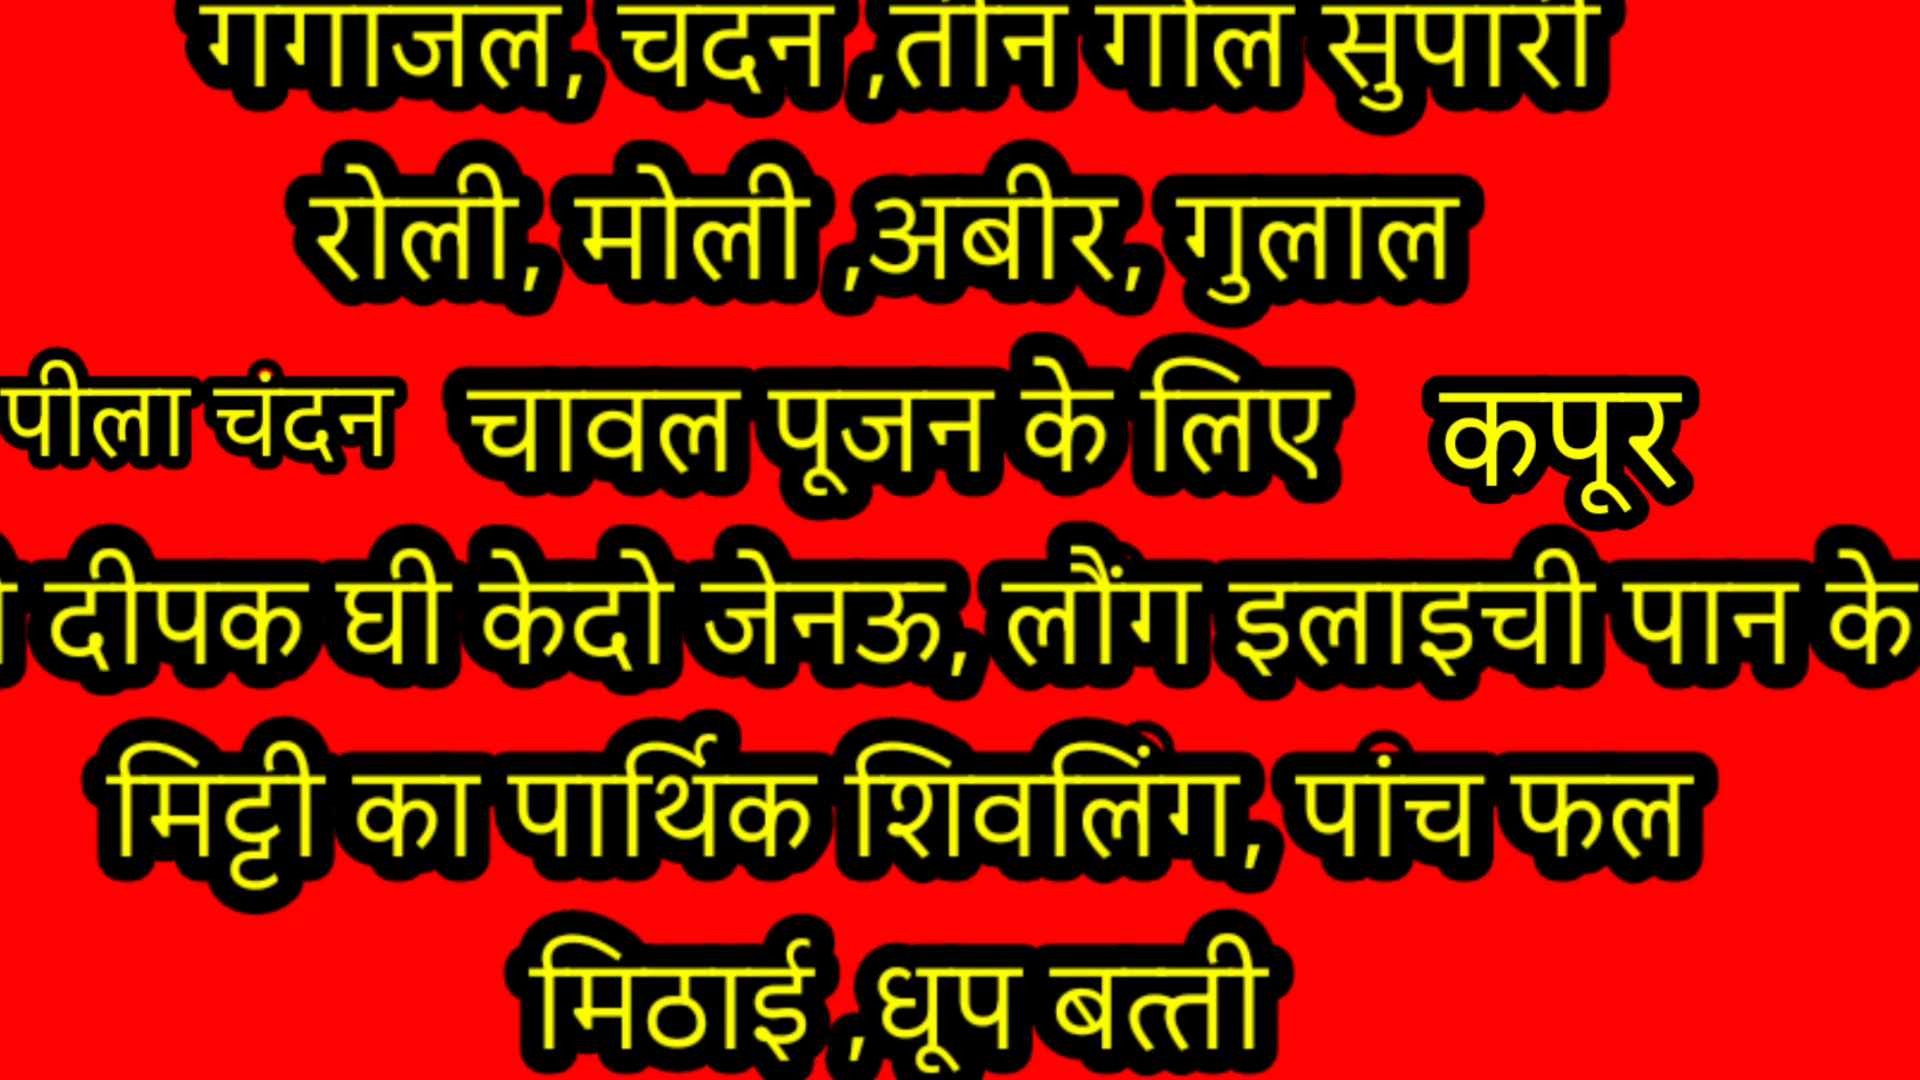 गंगाजल, चंदन ,तीन गोल सुपारी
रोली, मोली ,अबीर, गुलाल
पीला चंदन चावल पूजन के लिए कपूर
दीपक घी केदो जेनऊ, लौंग इलाइची पान के
मिट्टी का पार्थिक शिवलिंग, पांच फल
मिठाई ,धूप बत्ती